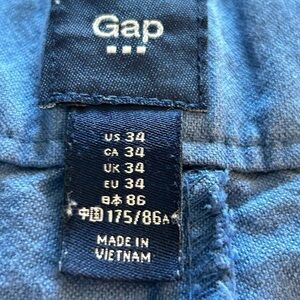 Gap
US 34
CA 34
UK 34
EU 34
日本 86
中国 175/86A
MADE IN
VIETNAM